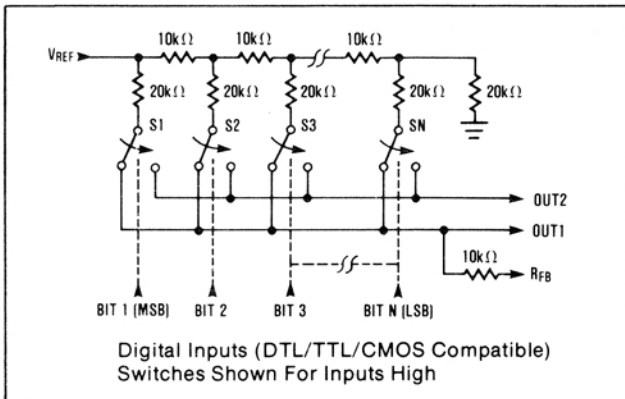 10kΩ 10kΩ 10kΩ
VREF
20kΩ 20kΩ 20kΩ 20kΩ 20kΩ
S1 S2 S3 SN
OUT2
OUT1
10kΩ
RFB
BIT 1 (MSB) BIT 2 BIT 3 BIT N (LSB)
Digital Inputs (DTL/TTL/CMOS Compatible)
Switches Shown For Inputs High